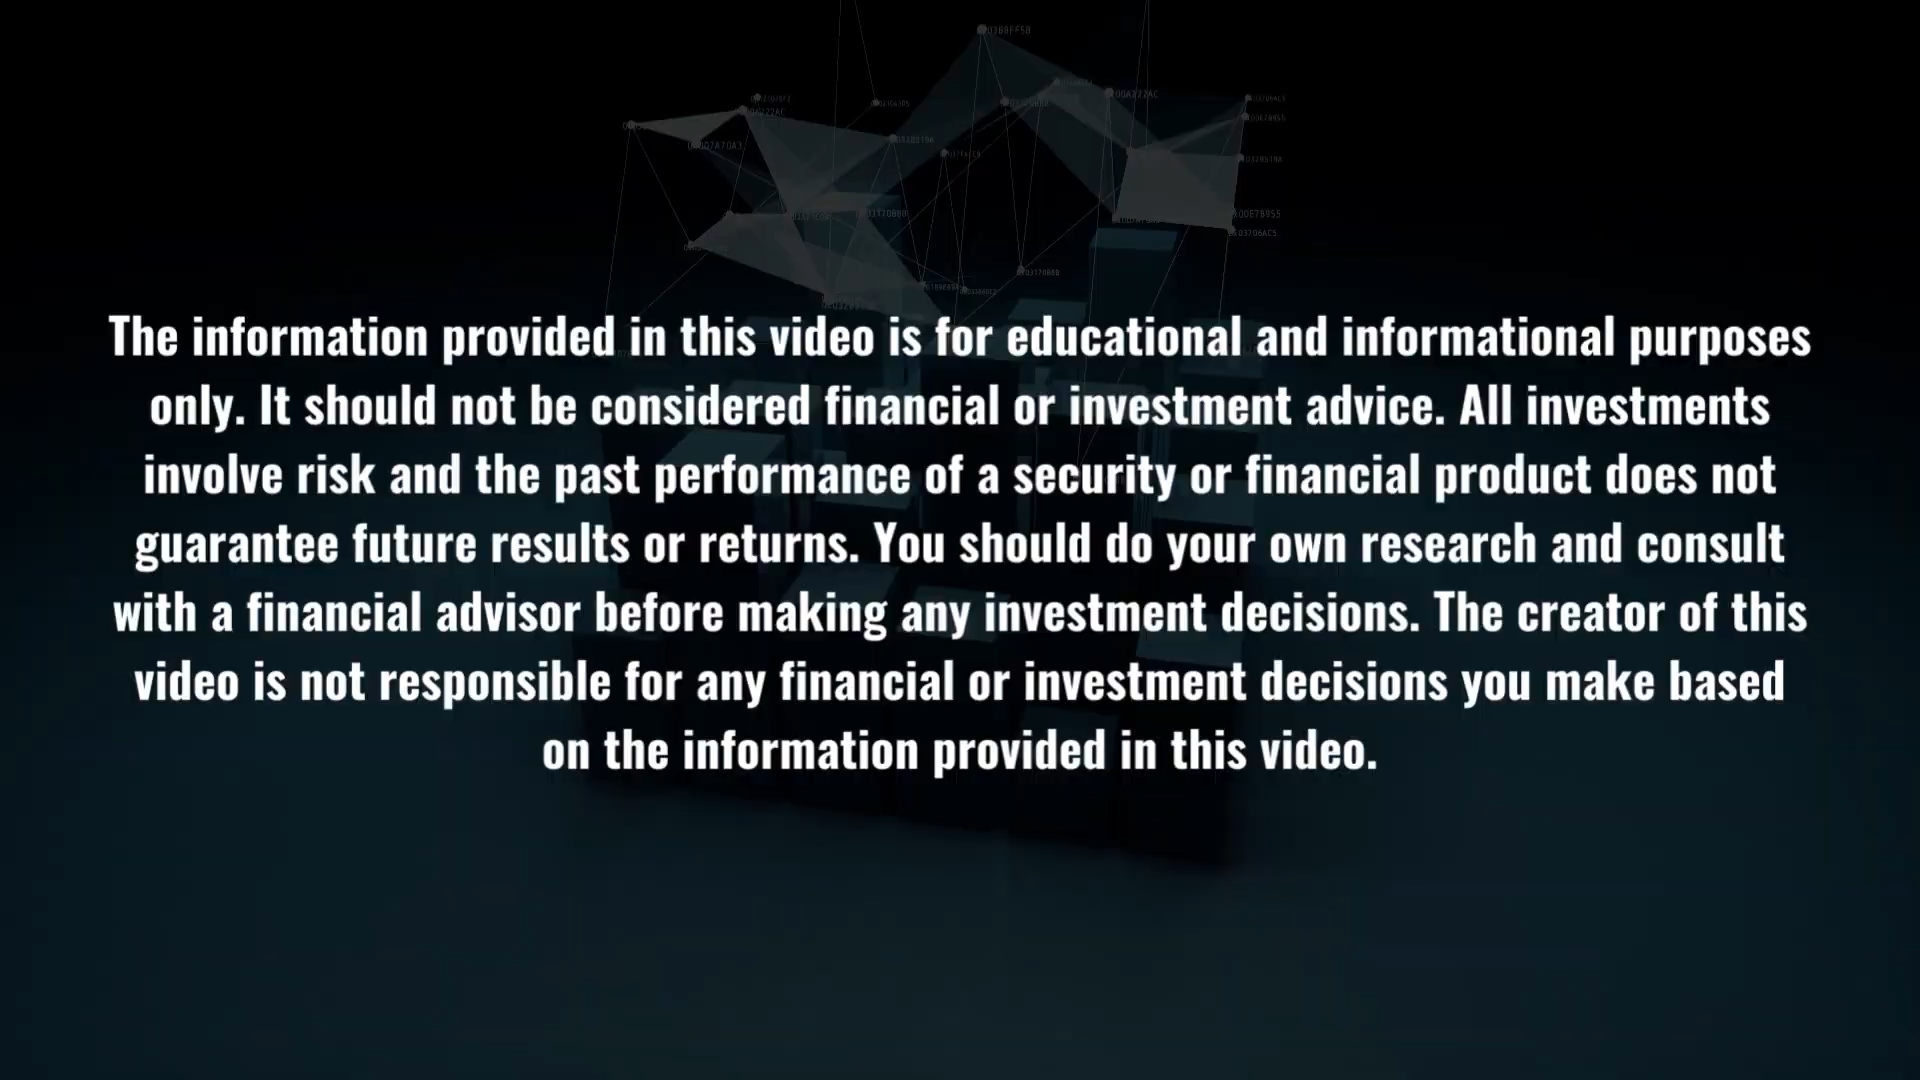 03B8FF5B
00A222AC
007A70A3
The information provided in this video is for educational and informational purposes
only. It should not be considered financial or investment advice. All investments
involve risk and the past performance of a security or financial product does not
guarantee future results or returns. You should do your own research and consult
with a financial advisor before making any investment decisions. The creator of this
video is not responsible for any financial or investment decisions you make based
on the information provided in this video.